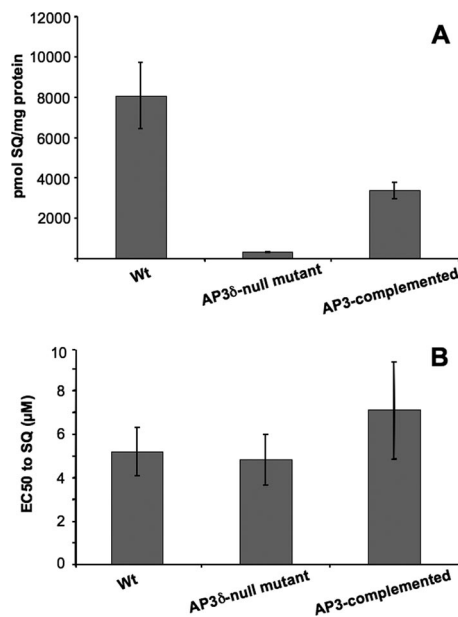 A
pmol SQ/mg protein
12000
10000
8000
6000
4000
2000
Wt
AP3δ-null mutant
AP3-complemented
B
EC50 to SQ (µM)
10
8
6
4
2
0
Wt
AP3δ-null mutant
AP3-complemented